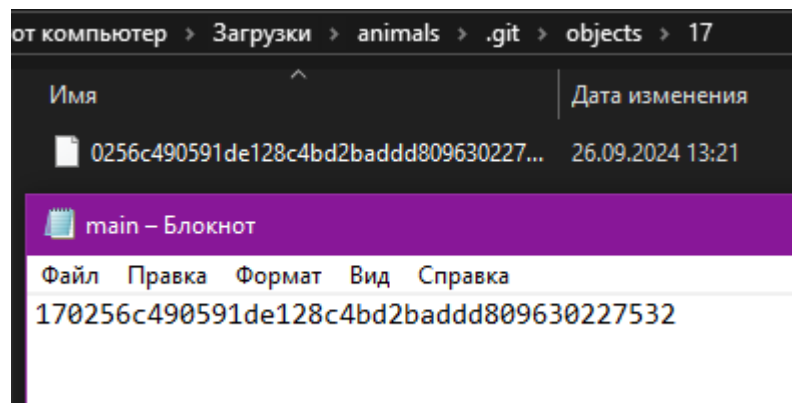 от компьютер > Загрузки > animals > .git > objects > 17
Имя Дата изменения
0256c490591de128c4bd2baddd809630227... 26.09.2024 13:21
main – Блокнот
Файл Правка Формат Вид Справка
170256c490591de128c4bd2baddd809630227532